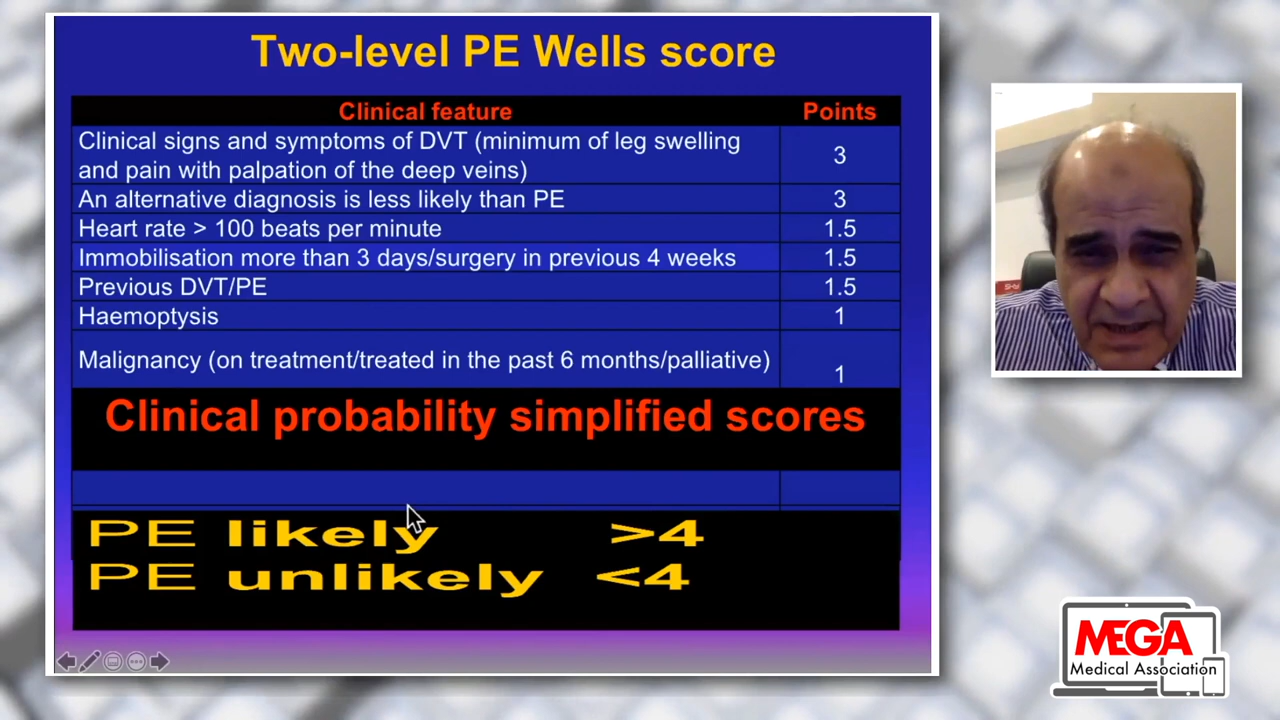 Two-level PE Wells score
Clinical feature Points
Clinical signs and symptoms of DVT (minimum of leg swelling
and pain with palpation of the deep veins) 3
An alternative diagnosis is less likely than PE 3
Heart rate > 100 beats per minute 1.5
Immobilisation more than 3 days/surgery in previous 4 weeks 1.5
Previous DVT/PE 1.5
Haemoptysis 1
Malignancy (on treatment/treated in the past 6 months/palliative) 1
Clinical probability simplified scores
PE likely >4
PE unlikely <4
MEGA
Medical Association